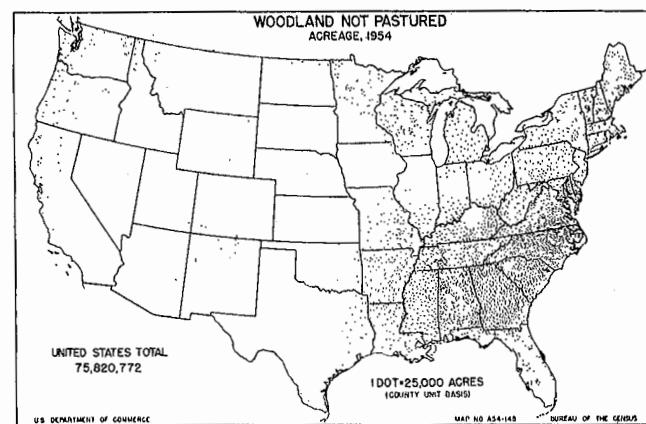 WOODLAND NOT PASTURED
ACREAGE, 1954
UNITED STATES TOTAL
75,820,772
1 DOT=25,000 ACRES
(COUNTY UNIT BASIS)
U.S. DEPARTMENT OF COMMERCE
MAP NO. A54-148
BUREAU OF THE CENSUS